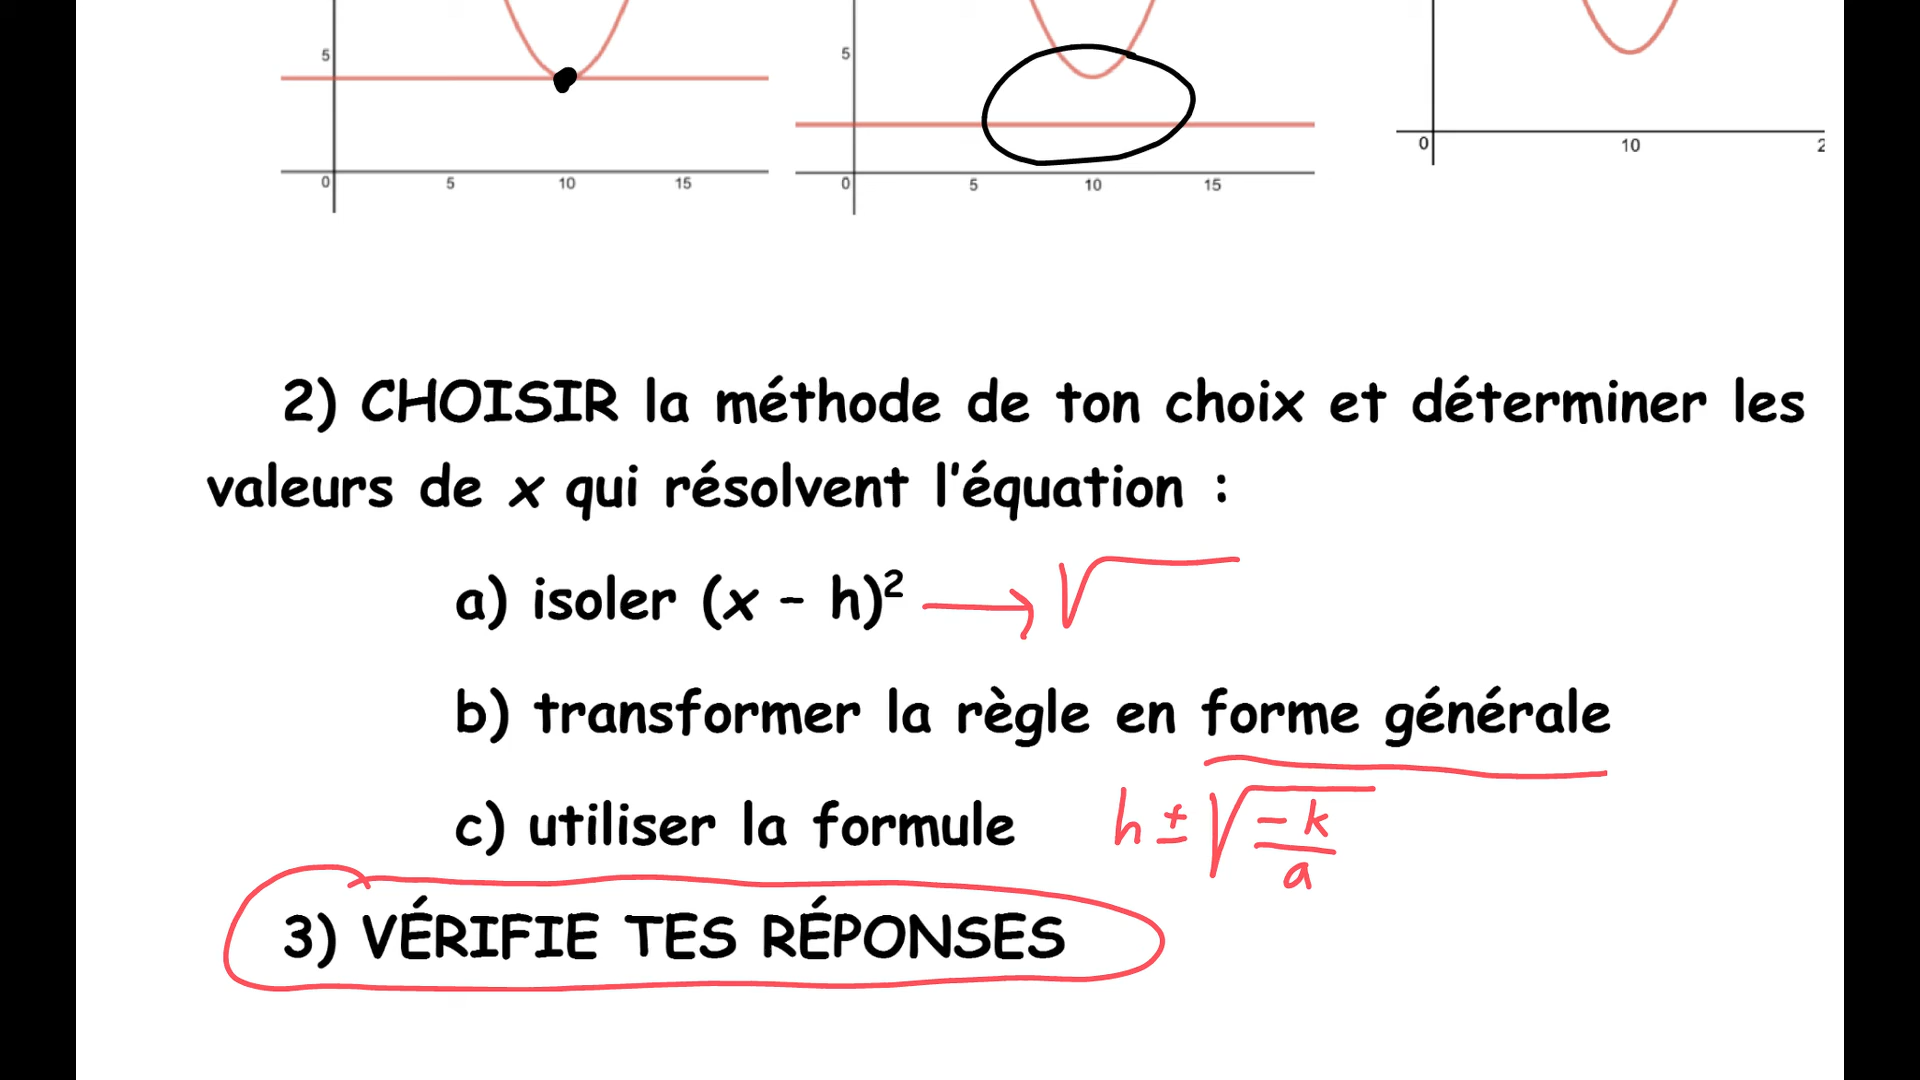 5
0 5 10 15
5
0 5 10 15
0 10 2
2) CHOISIR la méthode de ton choix et déterminer les
valeurs de x qui résolvent l'équation :
a) isoler (x - h)² → √
b) transformer la règle en forme générale
c) utiliser la formule h ± √(-k/a)
3) VÉRIFIE TES RÉPONSES